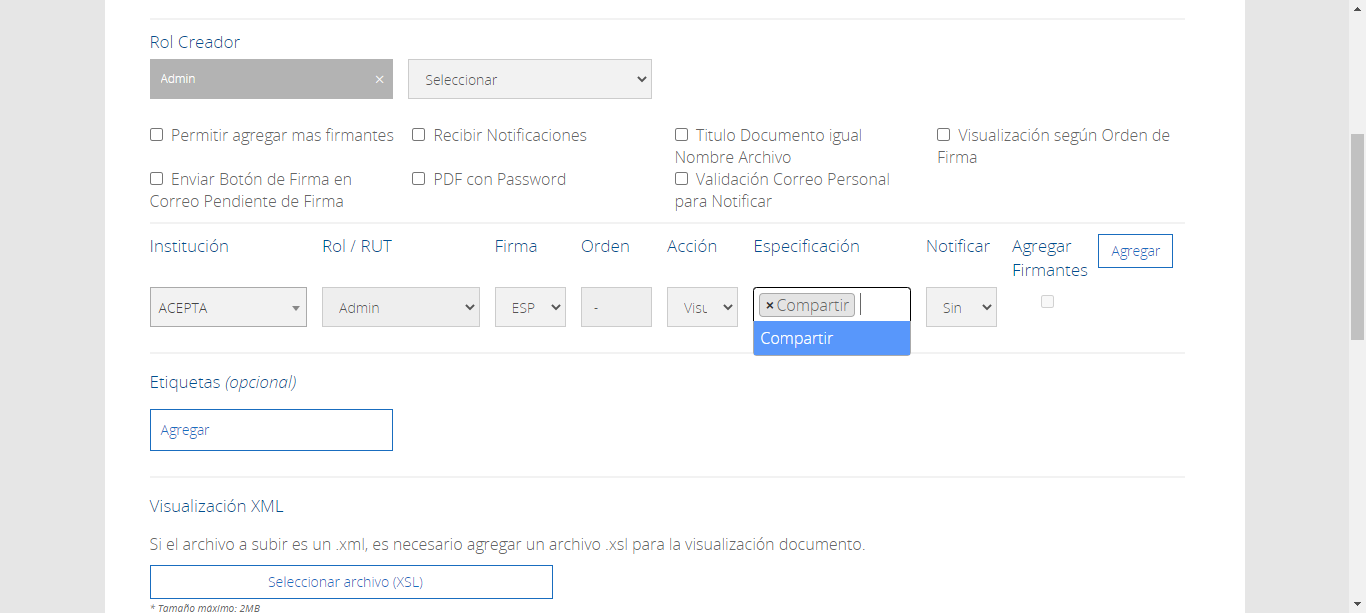 Rol Creador
Admin ×
Seleccionar
Permitir agregar mas firmantes
Recibir Notificaciones
Titulo Documento igual
Nombre Archivo
Visualización según Orden de
Firma
Enviar Botón de Firma en
Correo Pendiente de Firma
PDF con Password
Validación Correo Personal
para Notificar
Institución Rol / RUT Firma Orden Acción Especificación Notificar Agregar
Firmantes
Agregar
ACEPTA Admin ESP - Visu × Compartir Sin
Compartir
Etiquetas (opcional)
Agregar
Visualización XML
Si el archivo a subir es un .xml, es necesario agregar un archivo .xsl para la visualización documento.
Seleccionar archivo (XSL)
* Tamaño máximo: 2MB